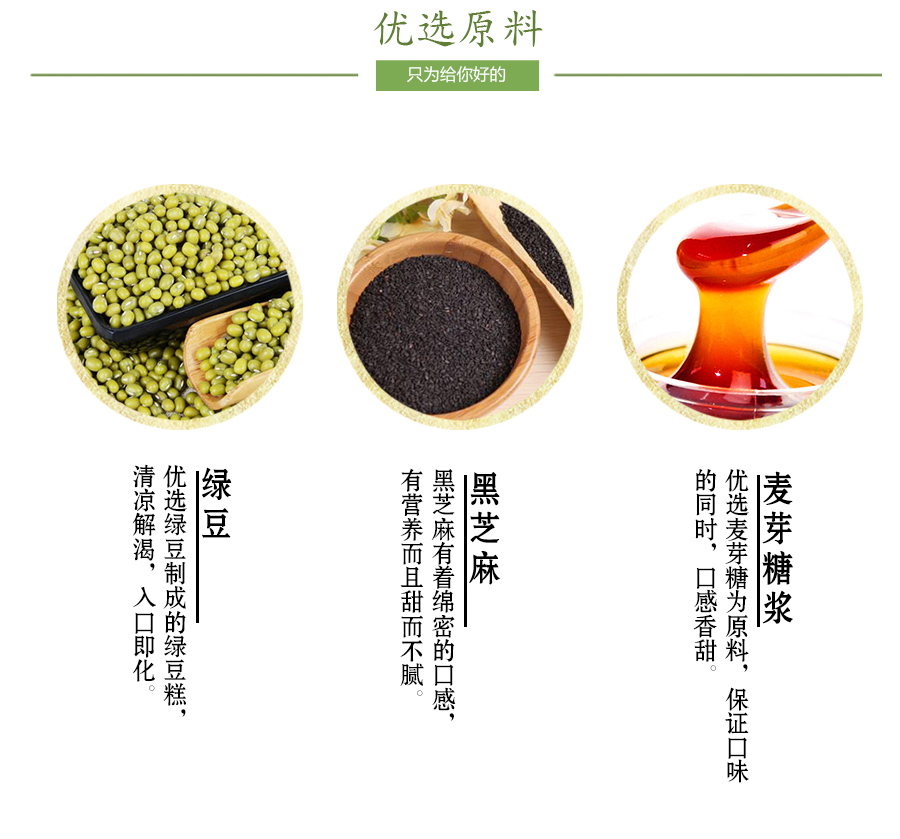 优选原料
只为给你好的
绿豆
优选绿豆制成的绿豆糕，
清凉解渴，入口即化。
黑芝麻
黑芝麻有着绵密的口感，
有营养而且甜而不腻。
麦芽糖浆
优选麦芽糖为原料，保证口味
的同时，口感香甜。